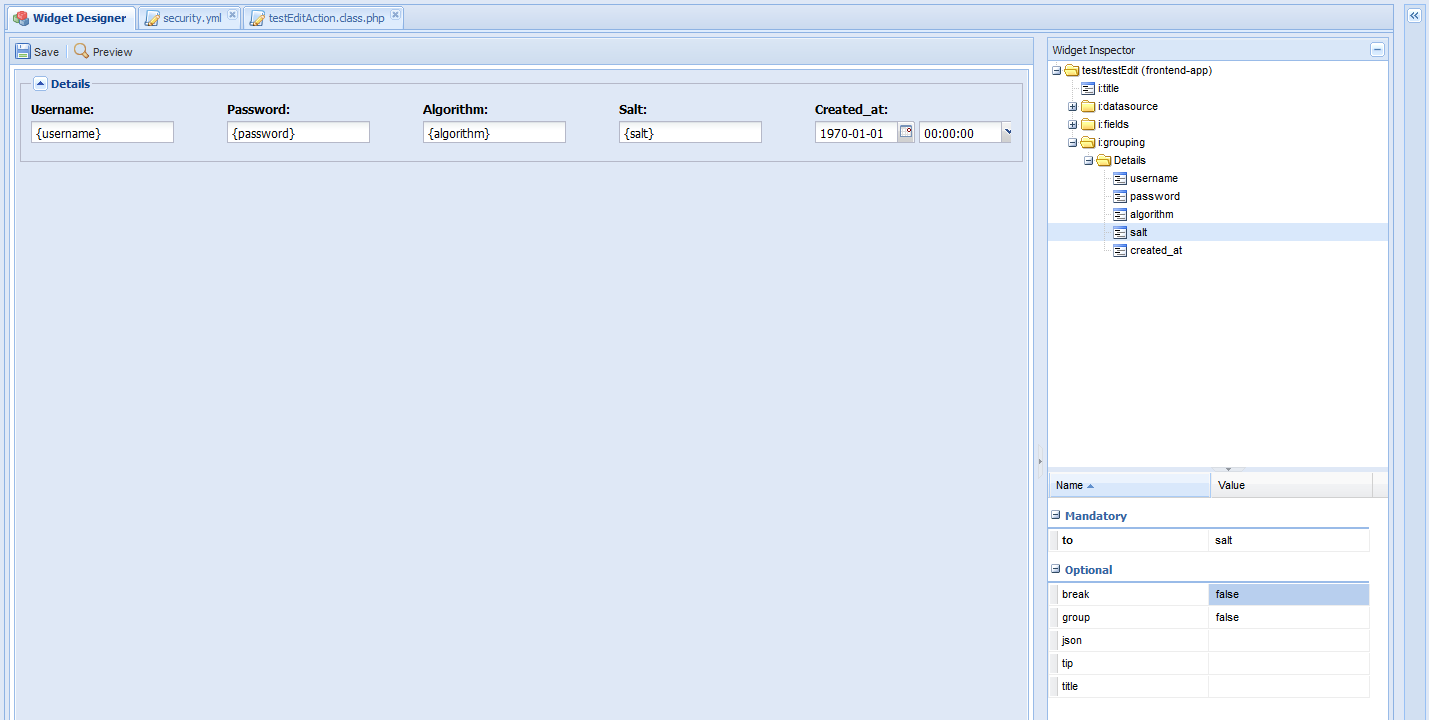 Widget Designer security.yml testEditAction.class.php
Save Preview
Details
Username: Password: Algorithm: Salt: Created_at:
{username} {password} {algorithm} {salt} 1970-01-01 00:00:00
Widget Inspector
test/testEdit (frontend-app)
i:title
i:datasource
i:fields
i:grouping
Details
username
password
algorithm
salt
created_at
Name Value
Mandatory
to salt
Optional
break false
group false
json
tip
title